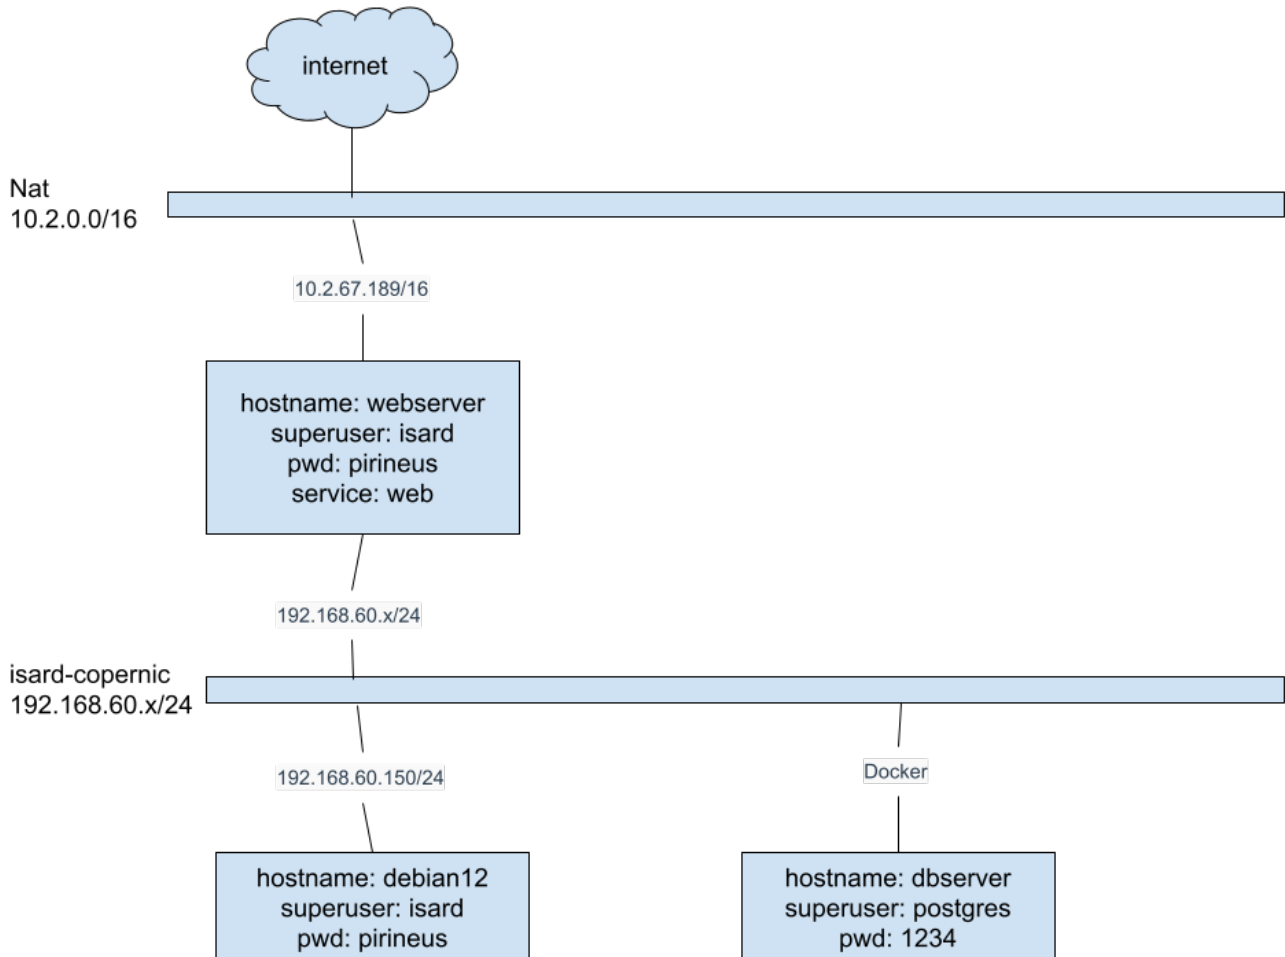 internet
Nat
10.2.0.0/16
10.2.67.189/16
hostname: webserver
superuser: isard
pwd: pirineus
service: web
192.168.60.x/24
isard-copernic
192.168.60.x/24
192.168.60.150/24
Docker
hostname: debian12
superuser: isard
pwd: pirineus
hostname: dbserver
superuser: postgres
pwd: 1234